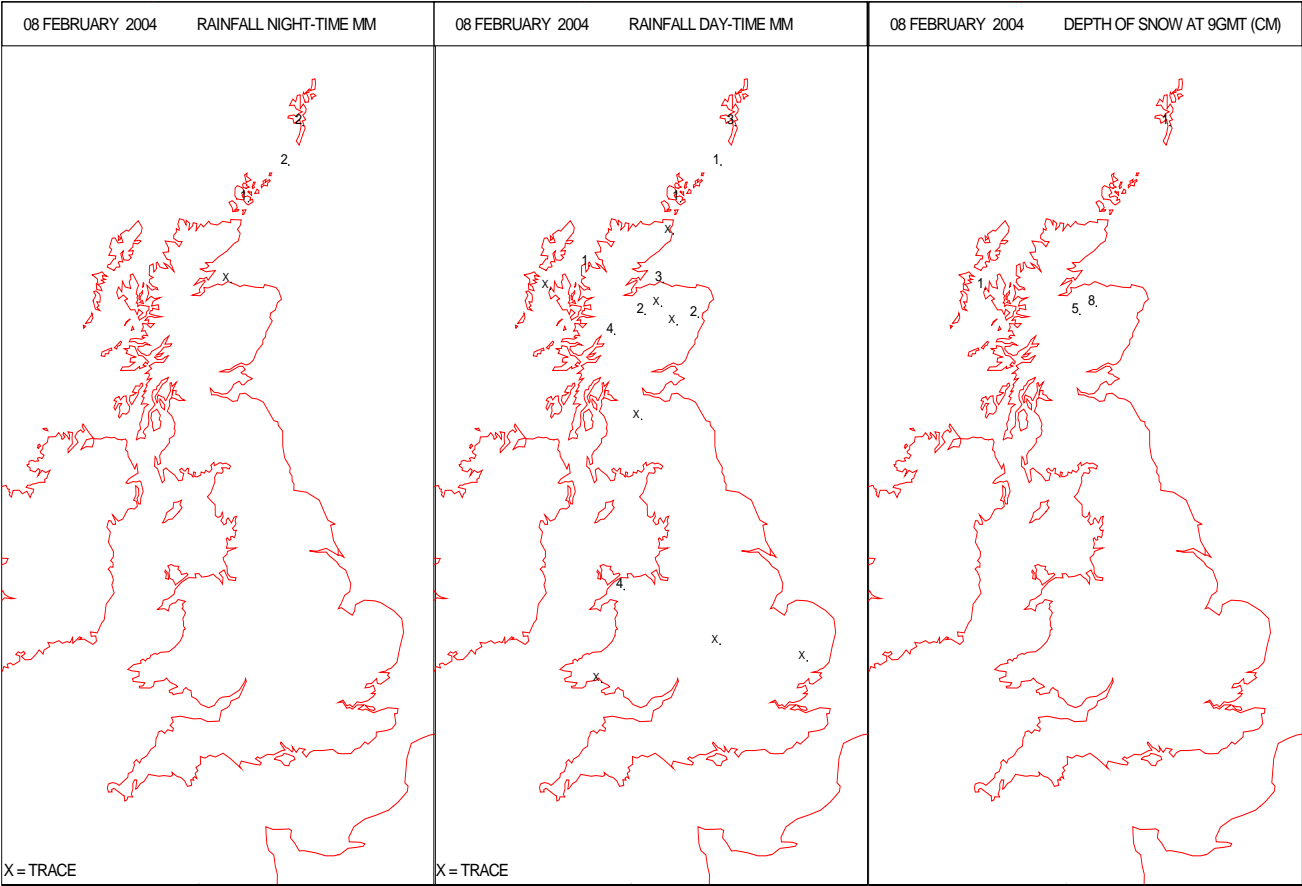 08 FEBRUARY 2004 RAINFALL NIGHT-TIME MM
2.
2.
1.
X.
X = TRACE
08 FEBRUARY 2004 RAINFALL DAY-TIME MM
3.
1.
1.
X.
1.
3.
X.
X.
2.
2.
X.
4.
X.
4.
X.
X.
X.
X = TRACE
08 FEBRUARY 2004 DEPTH OF SNOW AT 9GMT (CM)
1.
1.
8.
5.